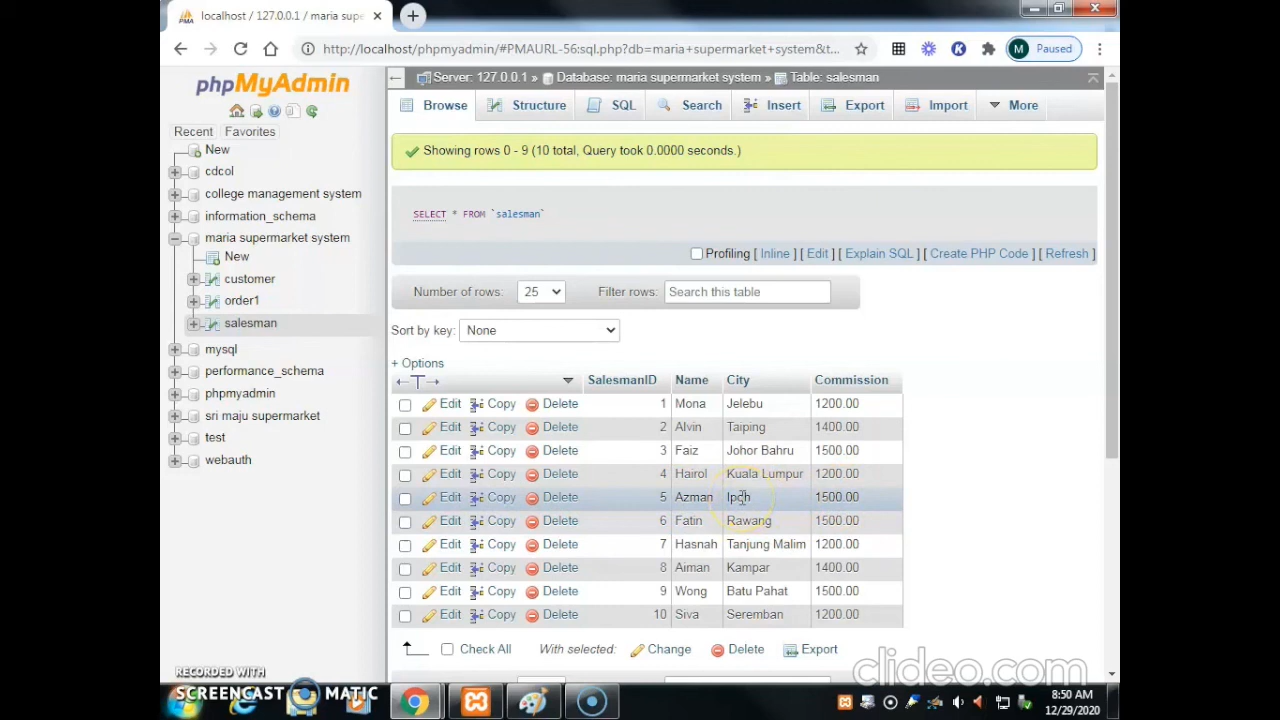 localhost / 127.0.0.1 / maria supe
http://localhost/phpmyadmin/#PMAURL-56:sql.php?db=maria+supermarket+system&t...
M Paused
phpMyAdmin
Recent Favorites
New
cdcol
college management system
information_schema
maria supermarket system
New
customer
order1
salesman
mysql
performance_schema
phpmyadmin
sri maju supermarket
test
webauth
Server: 127.0.0.1 » Database: maria supermarket system » Table: salesman
Browse Structure SQL Search Insert Export Import More
Showing rows 0 - 9 (10 total, Query took 0.0000 seconds.)
SELECT * FROM `salesman`
Profiling [ Inline ] [ Edit ] [ Explain SQL ] [ Create PHP Code ] [ Refresh ]
Number of rows: 25 Filter rows: Search this table
Sort by key: None
+ Options
←T→ SalesmanID Name City Commission
Edit Copy Delete 1 Mona Jelebu 1200.00
Edit Copy Delete 2 Alvin Taiping 1400.00
Edit Copy Delete 3 Faiz Johor Bahru 1500.00
Edit Copy Delete 4 Hairol Kuala Lumpur 1200.00
Edit Copy Delete 5 Azman Ipoh 1500.00
Edit Copy Delete 6 Fatin Rawang 1500.00
Edit Copy Delete 7 Hasnah Tanjung Malim 1200.00
Edit Copy Delete 8 Aiman Kampar 1400.00
Edit Copy Delete 9 Wong Batu Pahat 1500.00
Edit Copy Delete 10 Siva Seremban 1200.00
Check All With selected: Change Delete Export
clideo.com
RECORDED WITH
SCREENCAST MATIC
8:50 AM
12/29/2020